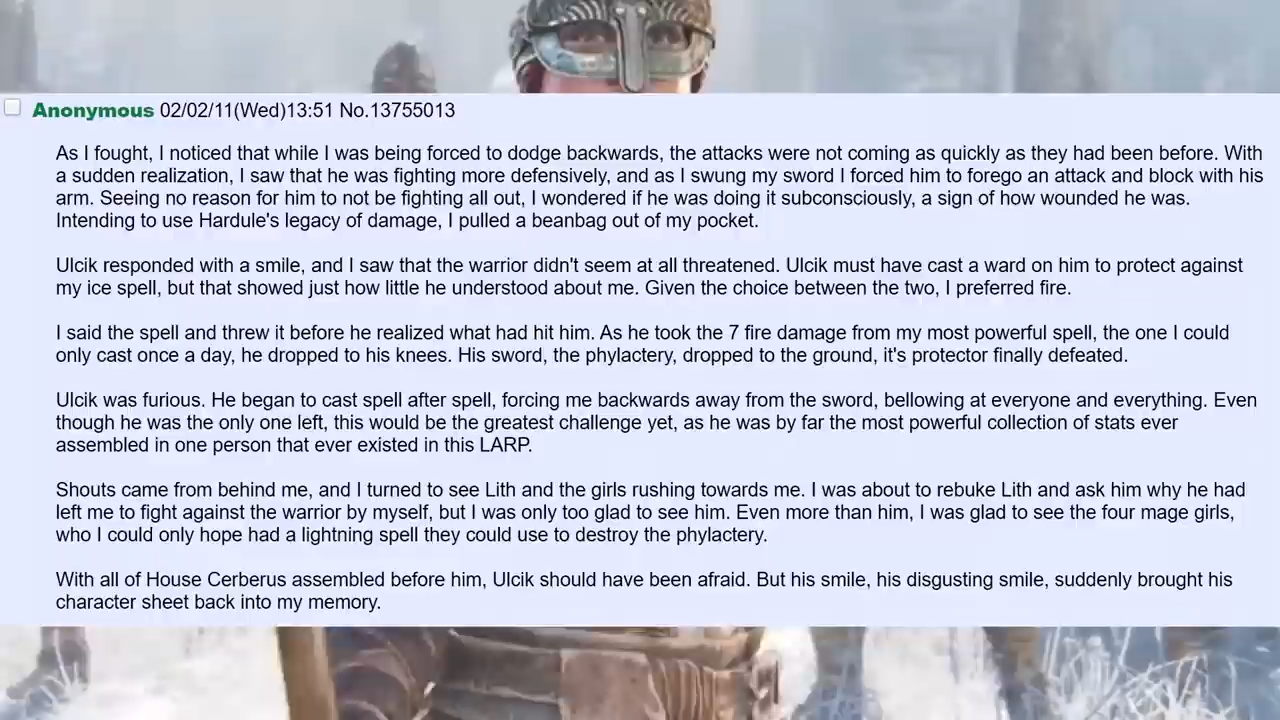 Anonymous 02/02/11(Wed)13:51 No.13755013
As I fought, I noticed that while I was being forced to dodge backwards, the attacks were not coming as quickly as they had been before. With
a sudden realization, I saw that he was fighting more defensively, and as I swung my sword I forced him to forego an attack and block with his
arm. Seeing no reason for him to not be fighting all out, I wondered if he was doing it subconsciously, a sign of how wounded he was.
Intending to use Hardule's legacy of damage, I pulled a beanbag out of my pocket.
Ulcik responded with a smile, and I saw that the warrior didn't seem at all threatened. Ulcik must have cast a ward on him to protect against
my ice spell, but that showed just how little he understood about me. Given the choice between the two, I preferred fire.
I said the spell and threw it before he realized what had hit him. As he took the 7 fire damage from my most powerful spell, the one I could
only cast once a day, he dropped to his knees. His sword, the phylactery, dropped to the ground, it's protector finally defeated.
Ulcik was furious. He began to cast spell after spell, forcing me backwards away from the sword, bellowing at everyone and everything. Even
though he was the only one left, this would be the greatest challenge yet, as he was by far the most powerful collection of stats ever
assembled in one person that ever existed in this LARP.
Shouts came from behind me, and I turned to see Lith and the girls rushing towards me. I was about to rebuke Lith and ask him why he had
left me to fight against the warrior by myself, but I was only too glad to see him. Even more than him, I was glad to see the four mage girls,
who I could only hope had a lightning spell they could use to destroy the phylactery.
With all of House Cerberus assembled before him, Ulcik should have been afraid. But his smile, his disgusting smile, suddenly brought his
character sheet back into my memory.